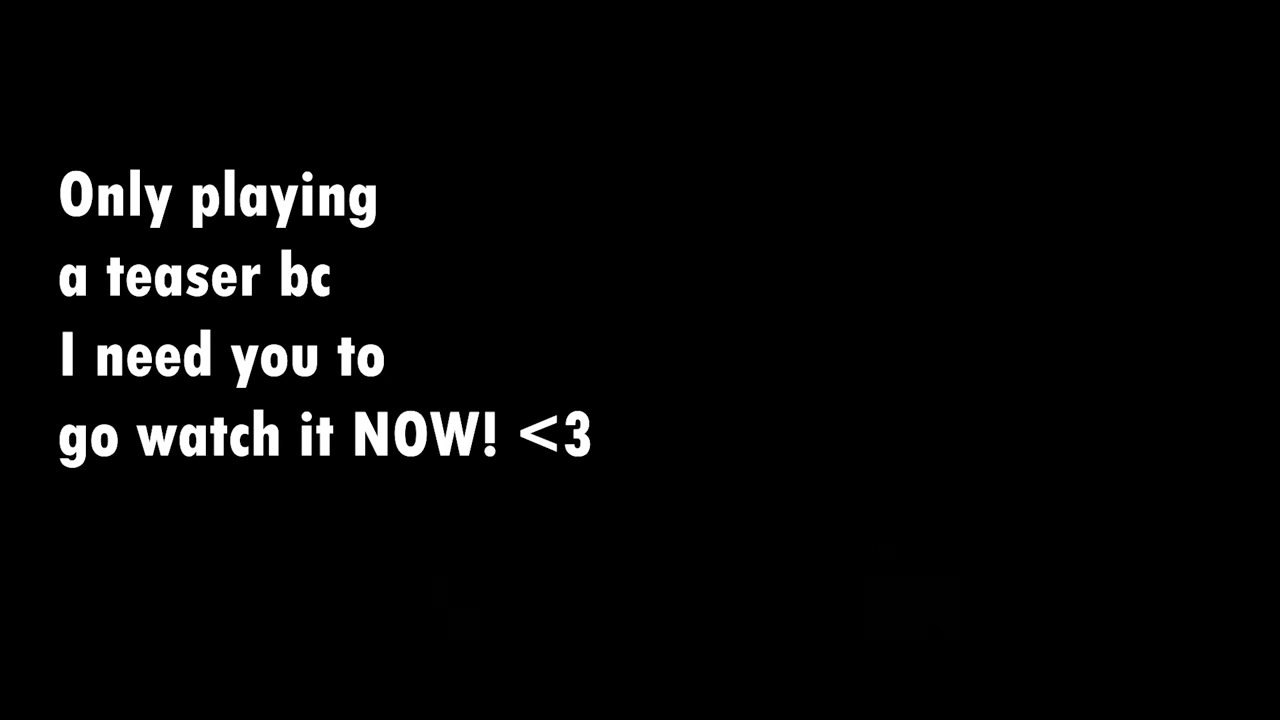 Only playing
a teaser bc
I need you to
go watch it NOW! <3